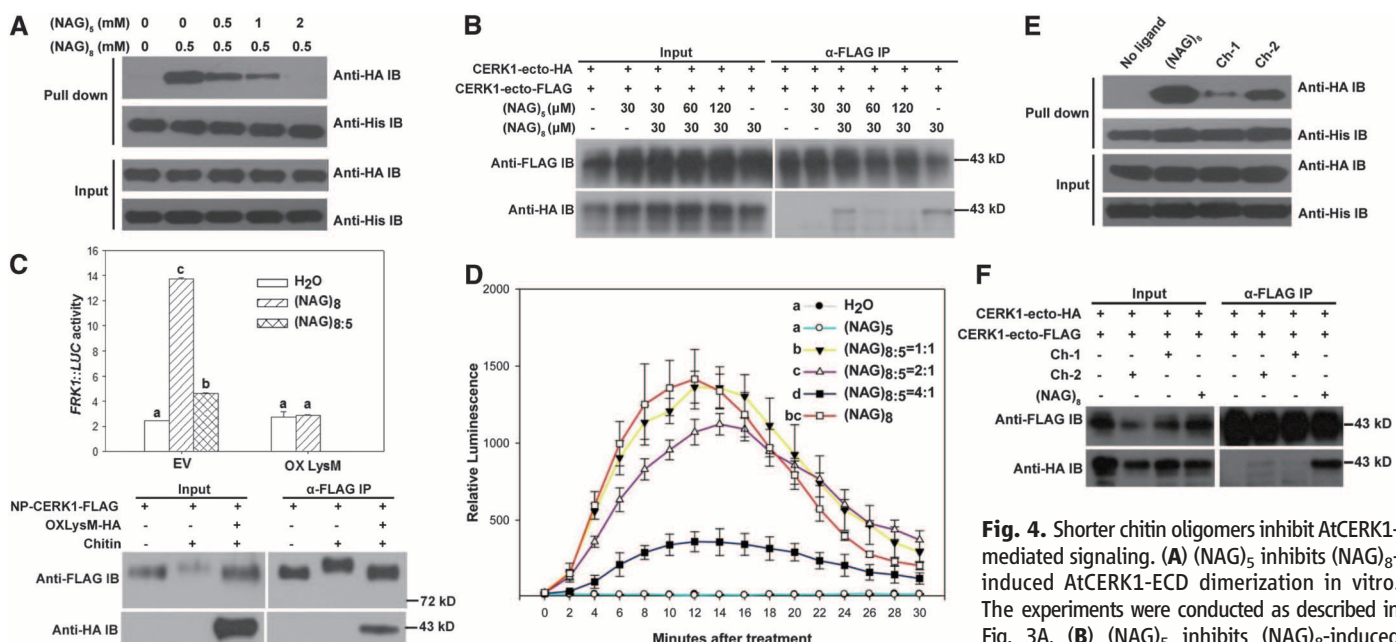 A
(NAG)5 (mM) 0 0 0.5 1 2
(NAG)8 (mM) 0 0.5 0.5 0.5 0.5
Pull down
Anti-HA IB
Anti-His IB
Input
Anti-HA IB
Anti-His IB
B
Input α-FLAG IP
CERK1-ecto-HA + + + + + + + + + + + +
CERK1-ecto-FLAG + + + + + + + + + + + +
(NAG)5 (µM) - 30 30 60 120 - - 30 30 60 120 -
(NAG)8 (µM) - - 30 30 30 30 - - 30 30 30 30
Anti-FLAG IB
43 kD
Anti-HA IB
43 kD
E
No ligand (NAG)8 Ch-1 Ch-2
Pull down
Anti-HA IB
Anti-His IB
Input
Anti-HA IB
Anti-His IB
C
FRK1::LUC activity
16
14
12
10
8
6
4
2
0
a c b a a
H2O
(NAG)8
(NAG)8:5
EV OX LysM
Input α-FLAG IP
NP-CERK1-FLAG + + + + + +
OXLysM-HA - - + - - +
Chitin - + + - + +
Anti-FLAG IB
72 kD
Anti-HA IB
43 kD
D
Relative Luminescence
2000
1500
1000
500
a H2O
a (NAG)5
b (NAG)8:5=1:1
c (NAG)8:5=2:1
d (NAG)8:5=4:1
bc (NAG)8
0 2 4 6 8 10 12 14 16 18 20 22 24 26 28 30
Minutes after treatment
F
Input α-FLAG IP
CERK1-ecto-HA + + + + + + + +
CERK1-ecto-FLAG + + + + + + + +
Ch-1 - - + - - - + -
Ch-2 - + - - - + - -
(NAG)8 - - - + - - - +
Anti-FLAG IB
43 kD
Anti-HA IB
43 kD
Fig. 4. Shorter chitin oligomers inhibit AtCERK1-
mediated signaling. (A) (NAG)5 inhibits (NAG)8-
induced AtCERK1-ECD dimerization in vitro.
The experiments were conducted as described in
Fig. 3A. (B) (NAG)5 inhibits (NAG)8-induced